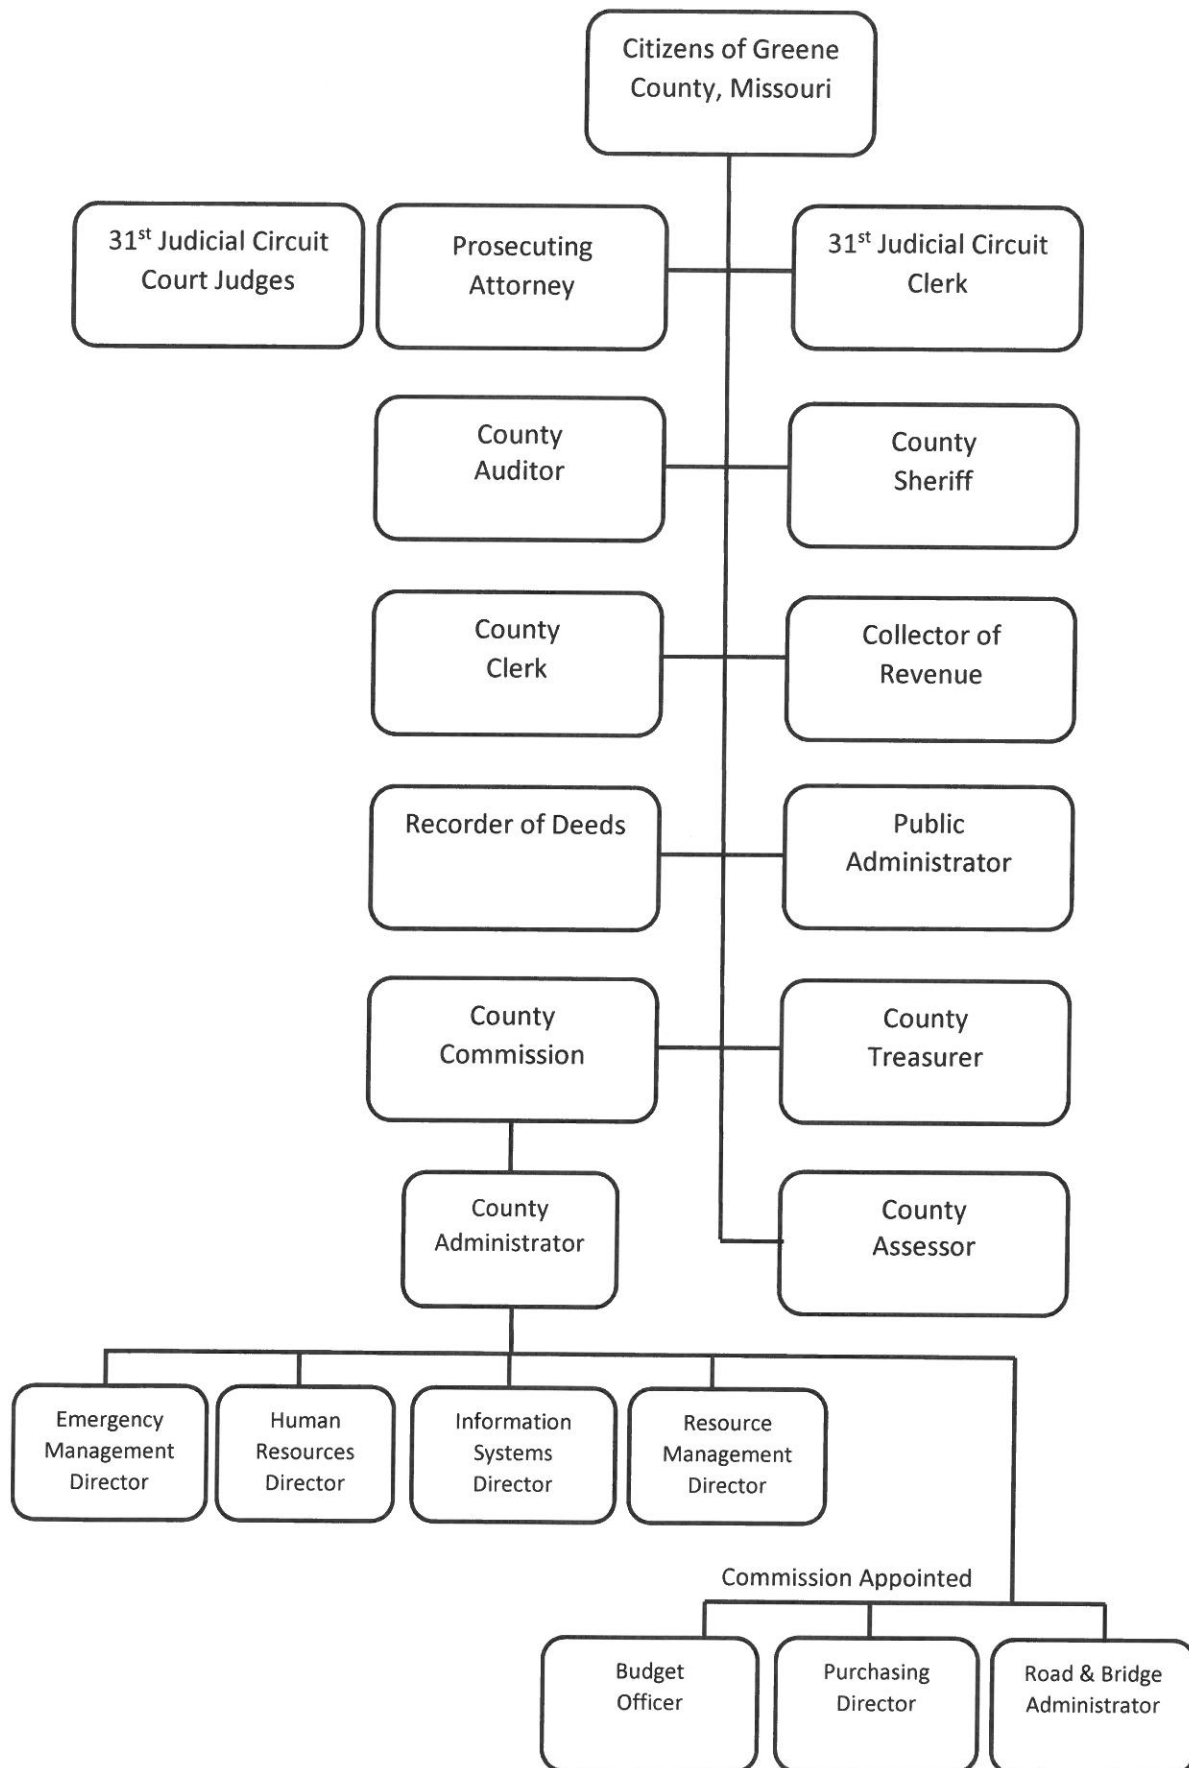 Citizens of Greene
County, Missouri
31st Judicial Circuit
Court Judges
Prosecuting
Attorney
31st Judicial Circuit
Clerk
County
Auditor
County
Sheriff
County
Clerk
Collector of
Revenue
Recorder of Deeds
Public
Administrator
County
Commission
County
Treasurer
County
Administrator
County
Assessor
Emergency
Management
Director
Human
Resources
Director
Information
Systems
Director
Resource
Management
Director
Commission Appointed
Budget
Officer
Purchasing
Director
Road & Bridge
Administrator